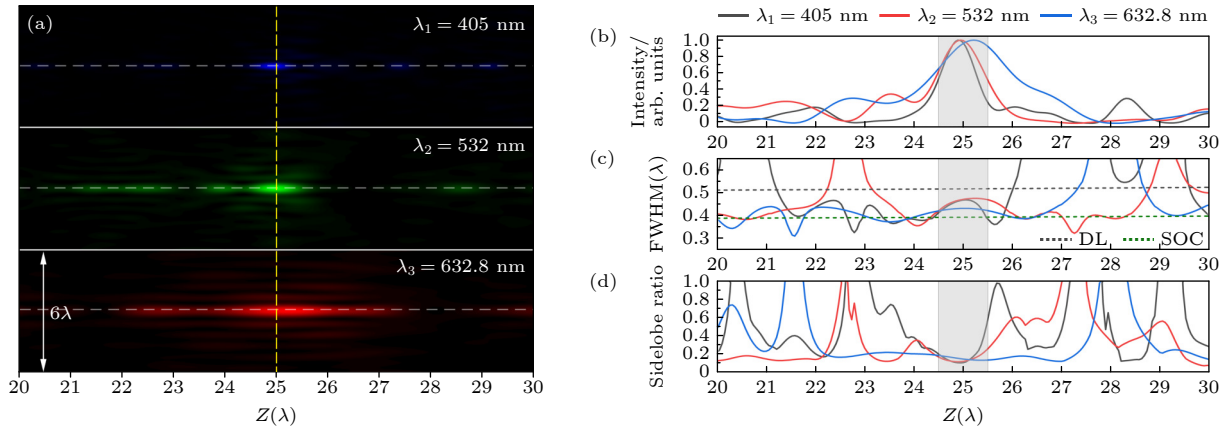 (a)
λ₁ = 405 nm
λ₂ = 532 nm
λ₃ = 632.8 nm
6λ
20 21 22 23 24 25 26 27 28 29 30
Z(λ)
λ₁ = 405 nm λ₂ = 532 nm λ₃ = 632.8 nm
(b)
Intensity/
arb. units
1.0
0.8
0.6
0.4
0.2
0
20 21 22 23 24 25 26 27 28 29 30
(c)
FWHM(λ)
0.6
0.5
0.4
0.3
DL SOC
20 21 22 23 24 25 26 27 28 29 30
(d)
Sidelobe ratio
1.0
0.8
0.6
0.4
0.2
0
20 21 22 23 24 25 26 27 28 29 30
Z(λ)